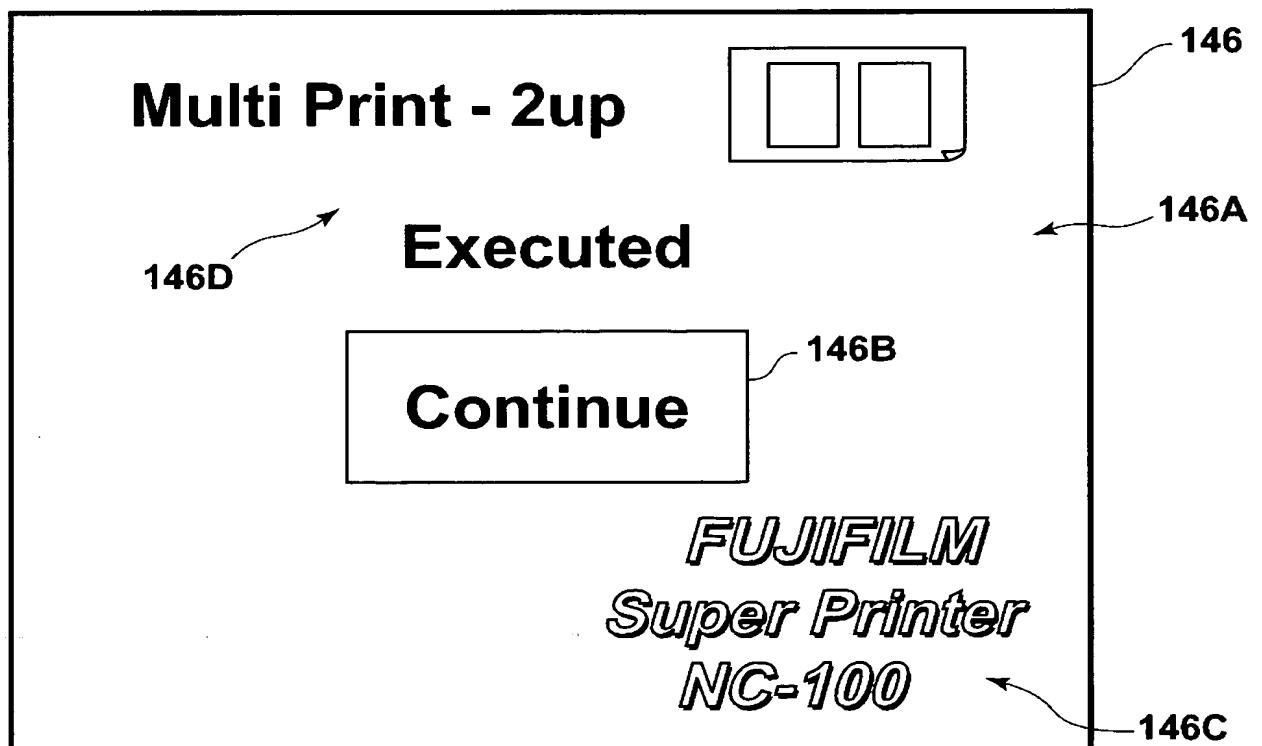 Multi Print - 2up
146
146A
Executed
146D
146B
Continue
FUJIFILM
Super Printer
NC-100
146C